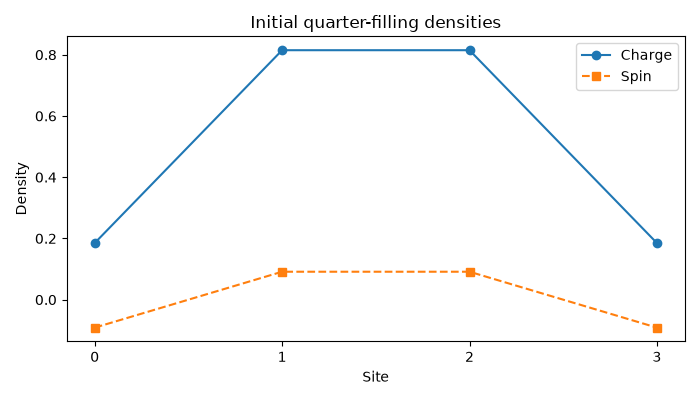 Initial quarter-filling densities
Charge
Spin
Density
0.8
0.6
0.4
0.2
0.0
0 1 2 3
Site